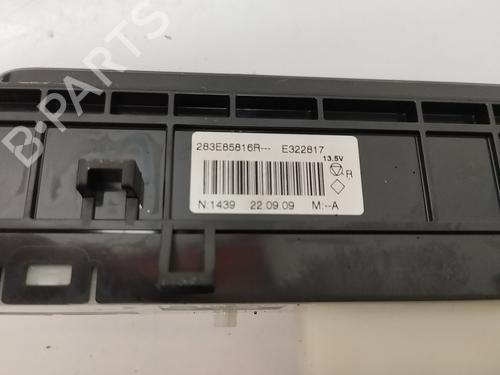 B-PARTS
283E85816R--- E322817
13.5V
R
N:1439 22.09.09 M:--A